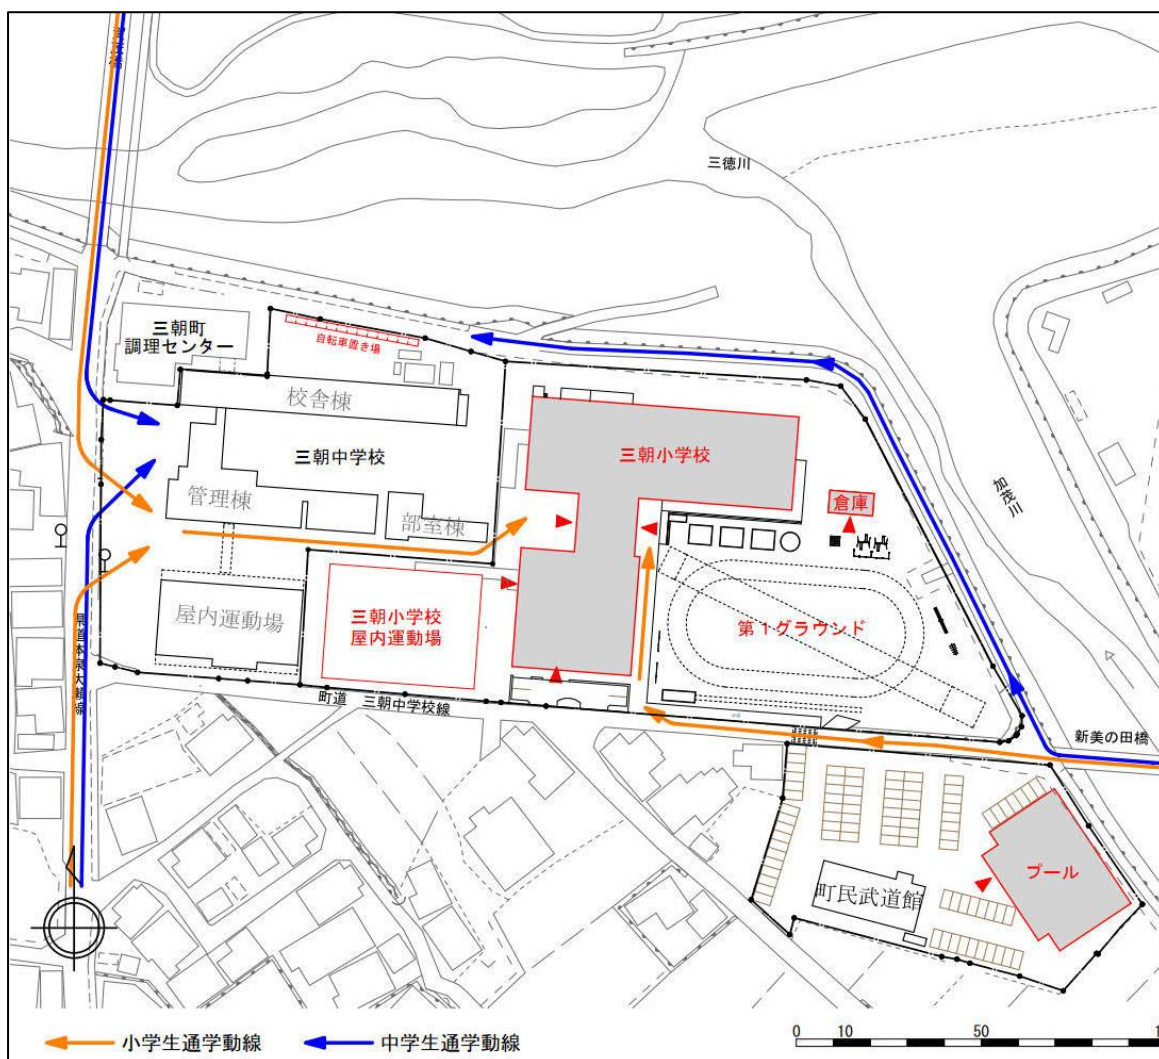 三徳川
三朝町
調理センター
自転車置き場
校舎棟
三朝小学校
三朝中学校
加茂川
管理棟
倉庫
部室棟
屋内運動場
三朝小学校
屋内運動場
第1グラウンド
町道 三朝中学校線
新美の田橋
プール
町民武道館
小学生通学動線
中学生通学動線
0 10 50